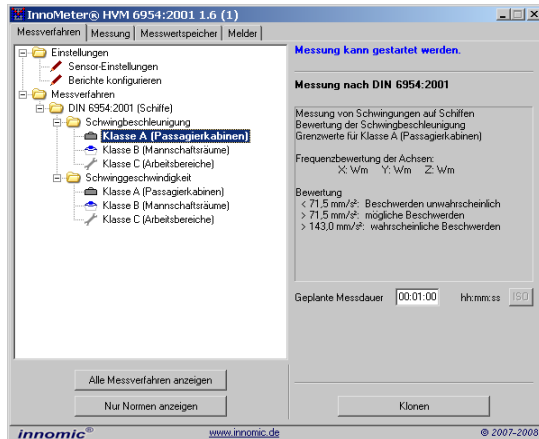 InnoMeter® HVM 6954:2001 1.6 (1)
Messverfahren Messung Messwertspeicher Melder
Einstellungen
Sensor-Einstellungen
Berichte konfigurieren
Messverfahren
DIN 6954:2001 (Schiffe)
Schwingbeschleunigung
Klasse A (Passagierkabinen)
Klasse B (Mannschaftsräume)
Klasse C (Arbeitsbereiche)
Schwinggeschwindigkeit
Klasse A (Passagierkabinen)
Klasse B (Mannschaftsräume)
Klasse C (Arbeitsbereiche)
Alle Messverfahren anzeigen
Nur Normen anzeigen
Messung kann gestartet werden.
Messung nach DIN 6954:2001
Messung von Schwingungen auf Schiffen
Bewertung der Schwingbeschleunigung
Grenzwerte für Klasse A (Passagierkabinen)
Frequenzbewertung der Achsen:
X: Wm Y: Wm Z: Wm
Bewertung
< 71,5 mm/s²: Beschwerden unwahrscheinlich
> 71,5 mm/s²: mögliche Beschwerden
> 143,0 mm/s²: wahrscheinliche Beschwerden
Geplante Messdauer 00:01:00 hh:mm:ss ISO
Klonen
innomic® www.innomic.de © 2007-2008